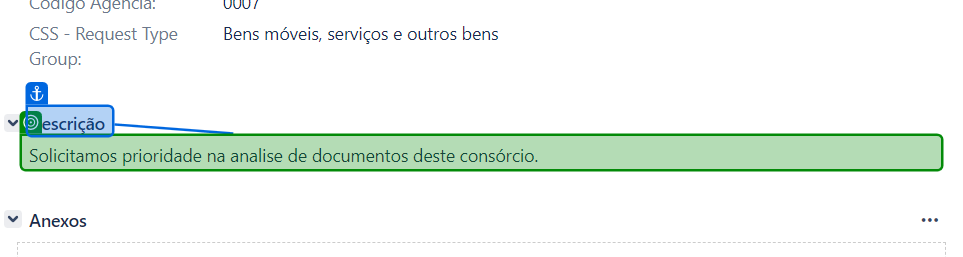 Código Agência: 0007
CSS - Request Type Bens móveis, serviços e outros bens
Group:
escrição
Solicitamos prioridade na analise de documentos deste consórcio.
Anexos